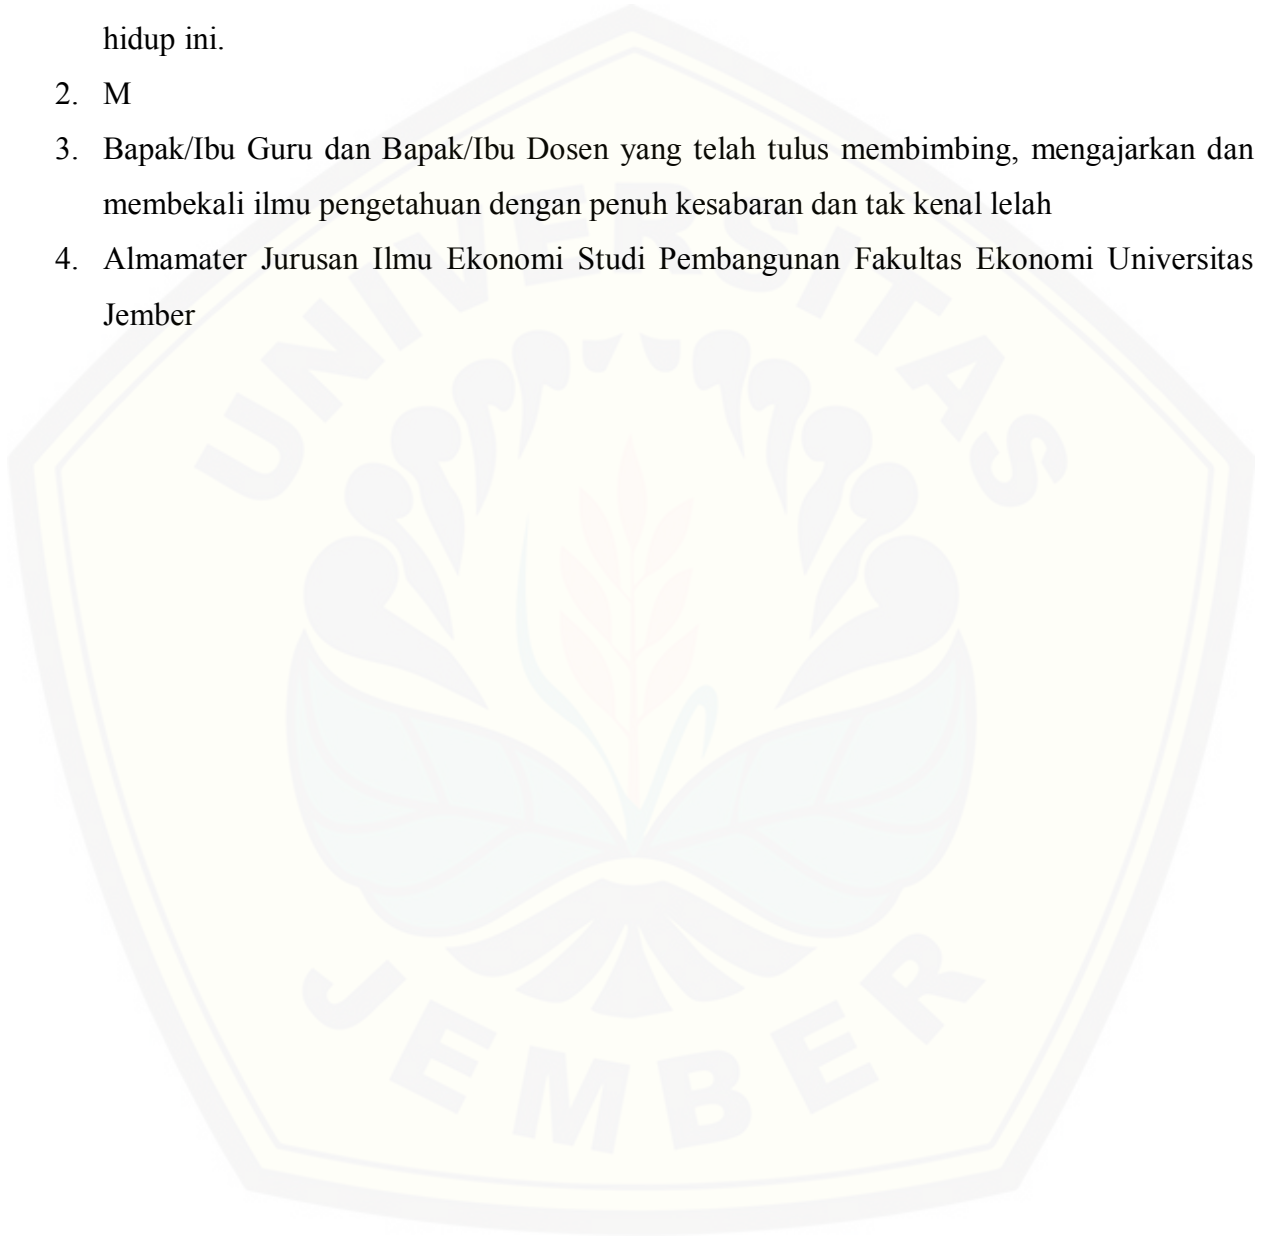 hidup ini.
2. M
3. Bapak/Ibu Guru dan Bapak/Ibu Dosen yang telah tulus membimbing, mengajarkan dan
membekali ilmu pengetahuan dengan penuh kesabaran dan tak kenal lelah
4. Almamater Jurusan Ilmu Ekonomi Studi Pembangunan Fakultas Ekonomi Universitas
Jember
UNIVERSITAS
JEMBER